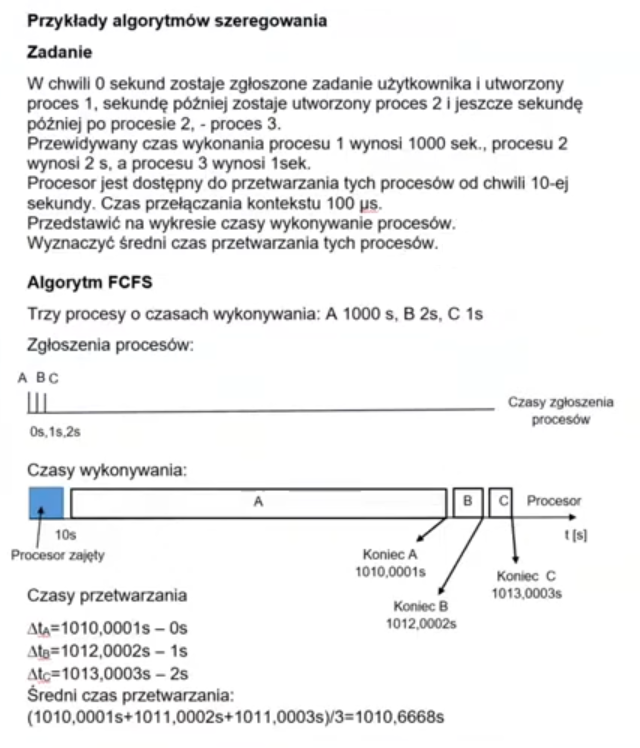 Przykłady algorytmów szeregowania
Zadanie
W chwili 0 sekund zostaje zgłoszone zadanie użytkownika i utworzony
proces 1, sekundę później zostaje utworzony proces 2 i jeszcze sekundę
później po procesie 2, - proces 3.
Przewidywany czas wykonania procesu 1 wynosi 1000 sek., procesu 2
wynosi 2 s, a procesu 3 wynosi 1sek.
Procesor jest dostępny do przetwarzania tych procesów od chwili 10-ej
sekundy. Czas przełączania kontekstu 100 µs.
Przedstawić na wykresie czasy wykonywanie procesów.
Wyznaczyć średni czas przetwarzania tych procesów.
Algorytm FCFS
Trzy procesy o czasach wykonywania: A 1000 s, B 2s, C 1s
Zgłoszenia procesów:
A B C
Czasy zgłoszenia
procesów
0s,1s,2s
Czasy wykonywania:
A B C Procesor
10s
t [s]
Procesor zajęty
Koniec A
1010,0001s
Koniec C
1013,0003s
Koniec B
1012,0002s
Czasy przetwarzania
∆tA=1010,0001s – 0s
∆tB=1012,0002s – 1s
∆tC=1013,0003s – 2s
Średni czas przetwarzania:
(1010,0001s+1011,0002s+1011,0003s)/3=1010,6668s